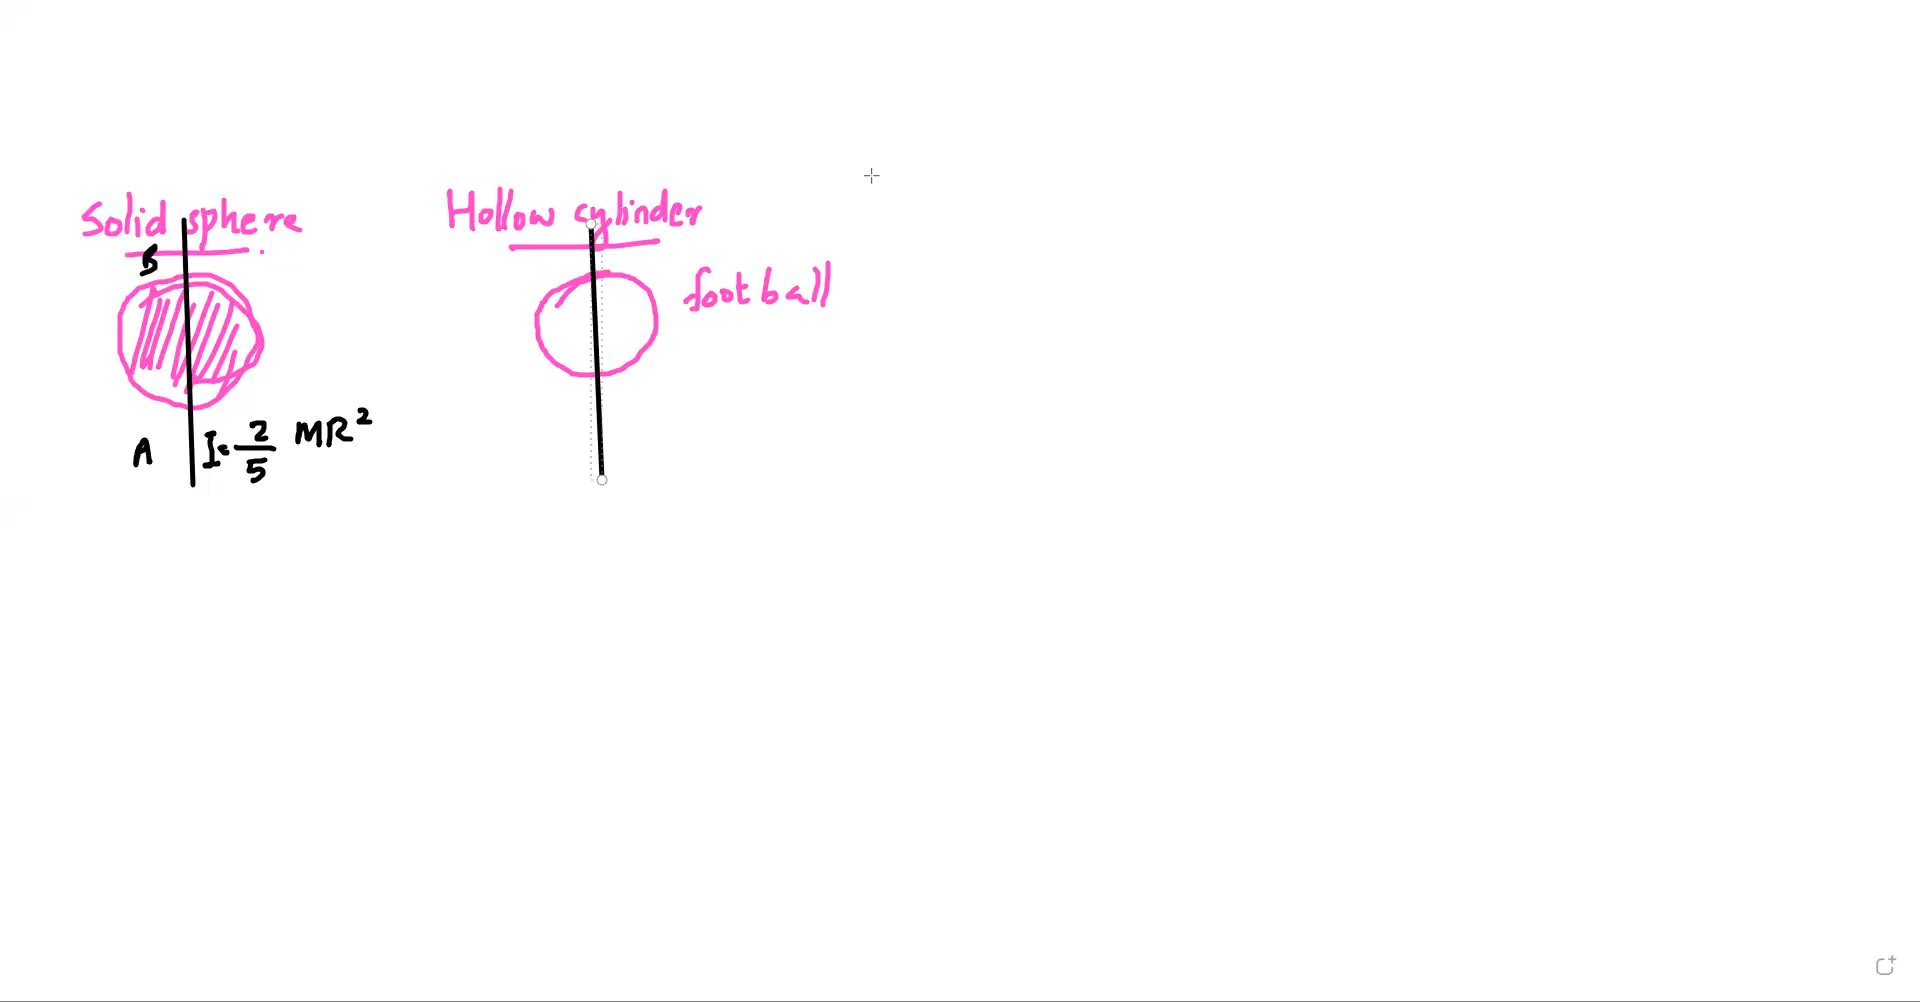 Solid sphere
B
A I = 2/5 MR²
Hollow cylinder
football